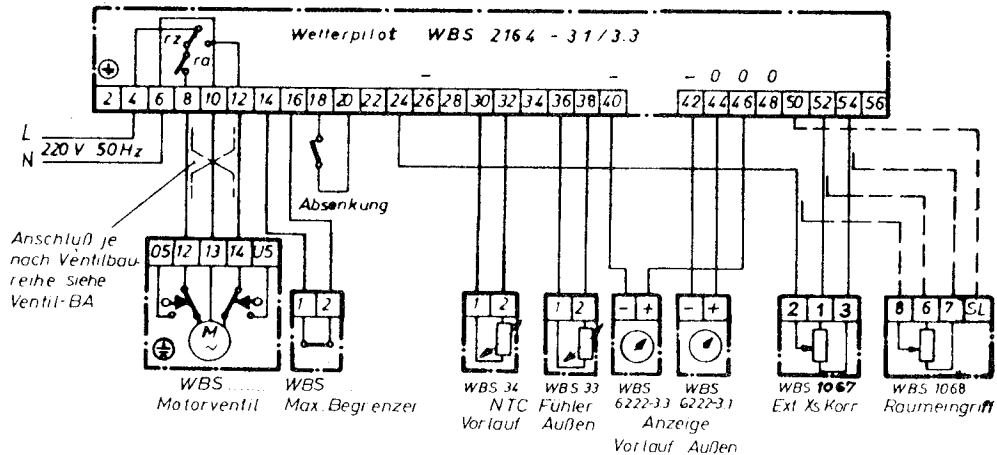 Wetterpilot WBS 2164 - 3.1/3.3
rz
ra
- - - 0 0 0
2 4 6 8 10 12 14 16 18 20 22 24 26 28 30 32 34 36 38 40 42 44 46 48 50 52 54 56
L
N 220 V 50 Hz
Absenkung
Anschluß je
nach Ventilbau-
reihe siehe
Ventil-BA
05 12 13 14 U5
M
~
1 2
1 2
1 2
- +
- +
2 1 3
8 6 7 SL
WBS .......
Motorventil
WBS ......
Max. Begrenzer
WBS 34
NTC
Vorlauf
WBS 33
Fühler
Außen
WBS
6222-3.3
WBS
6222-3.1
Anzeige
Vorlauf Außen
WBS 1067
Ext Xs Korr
WBS 1068
Raumeingriff